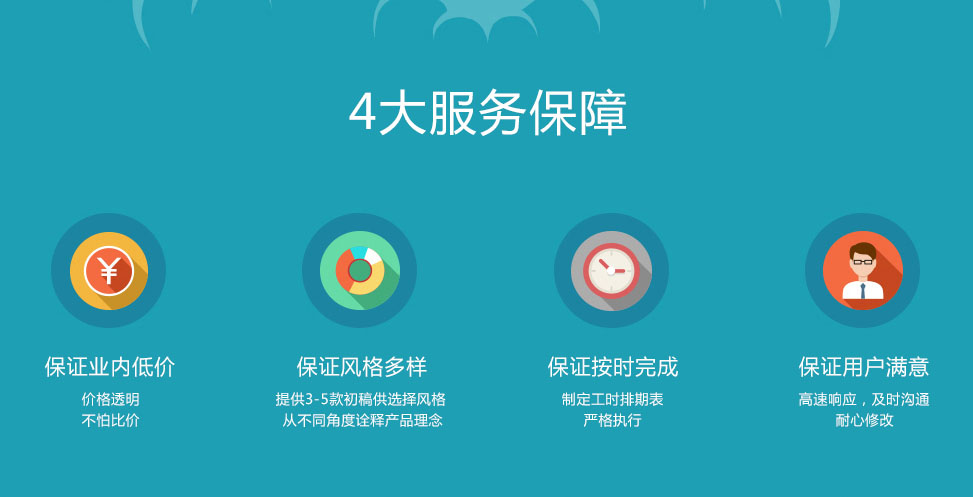 4大服务保障
¥
保证业内低价
价格透明
不怕比价
保证风格多样
提供3-5款初稿供选择风格
从不同角度诠释产品理念
保证按时完成
制定工时排期表
严格执行
保证用户满意
高速响应，及时沟通
耐心修改